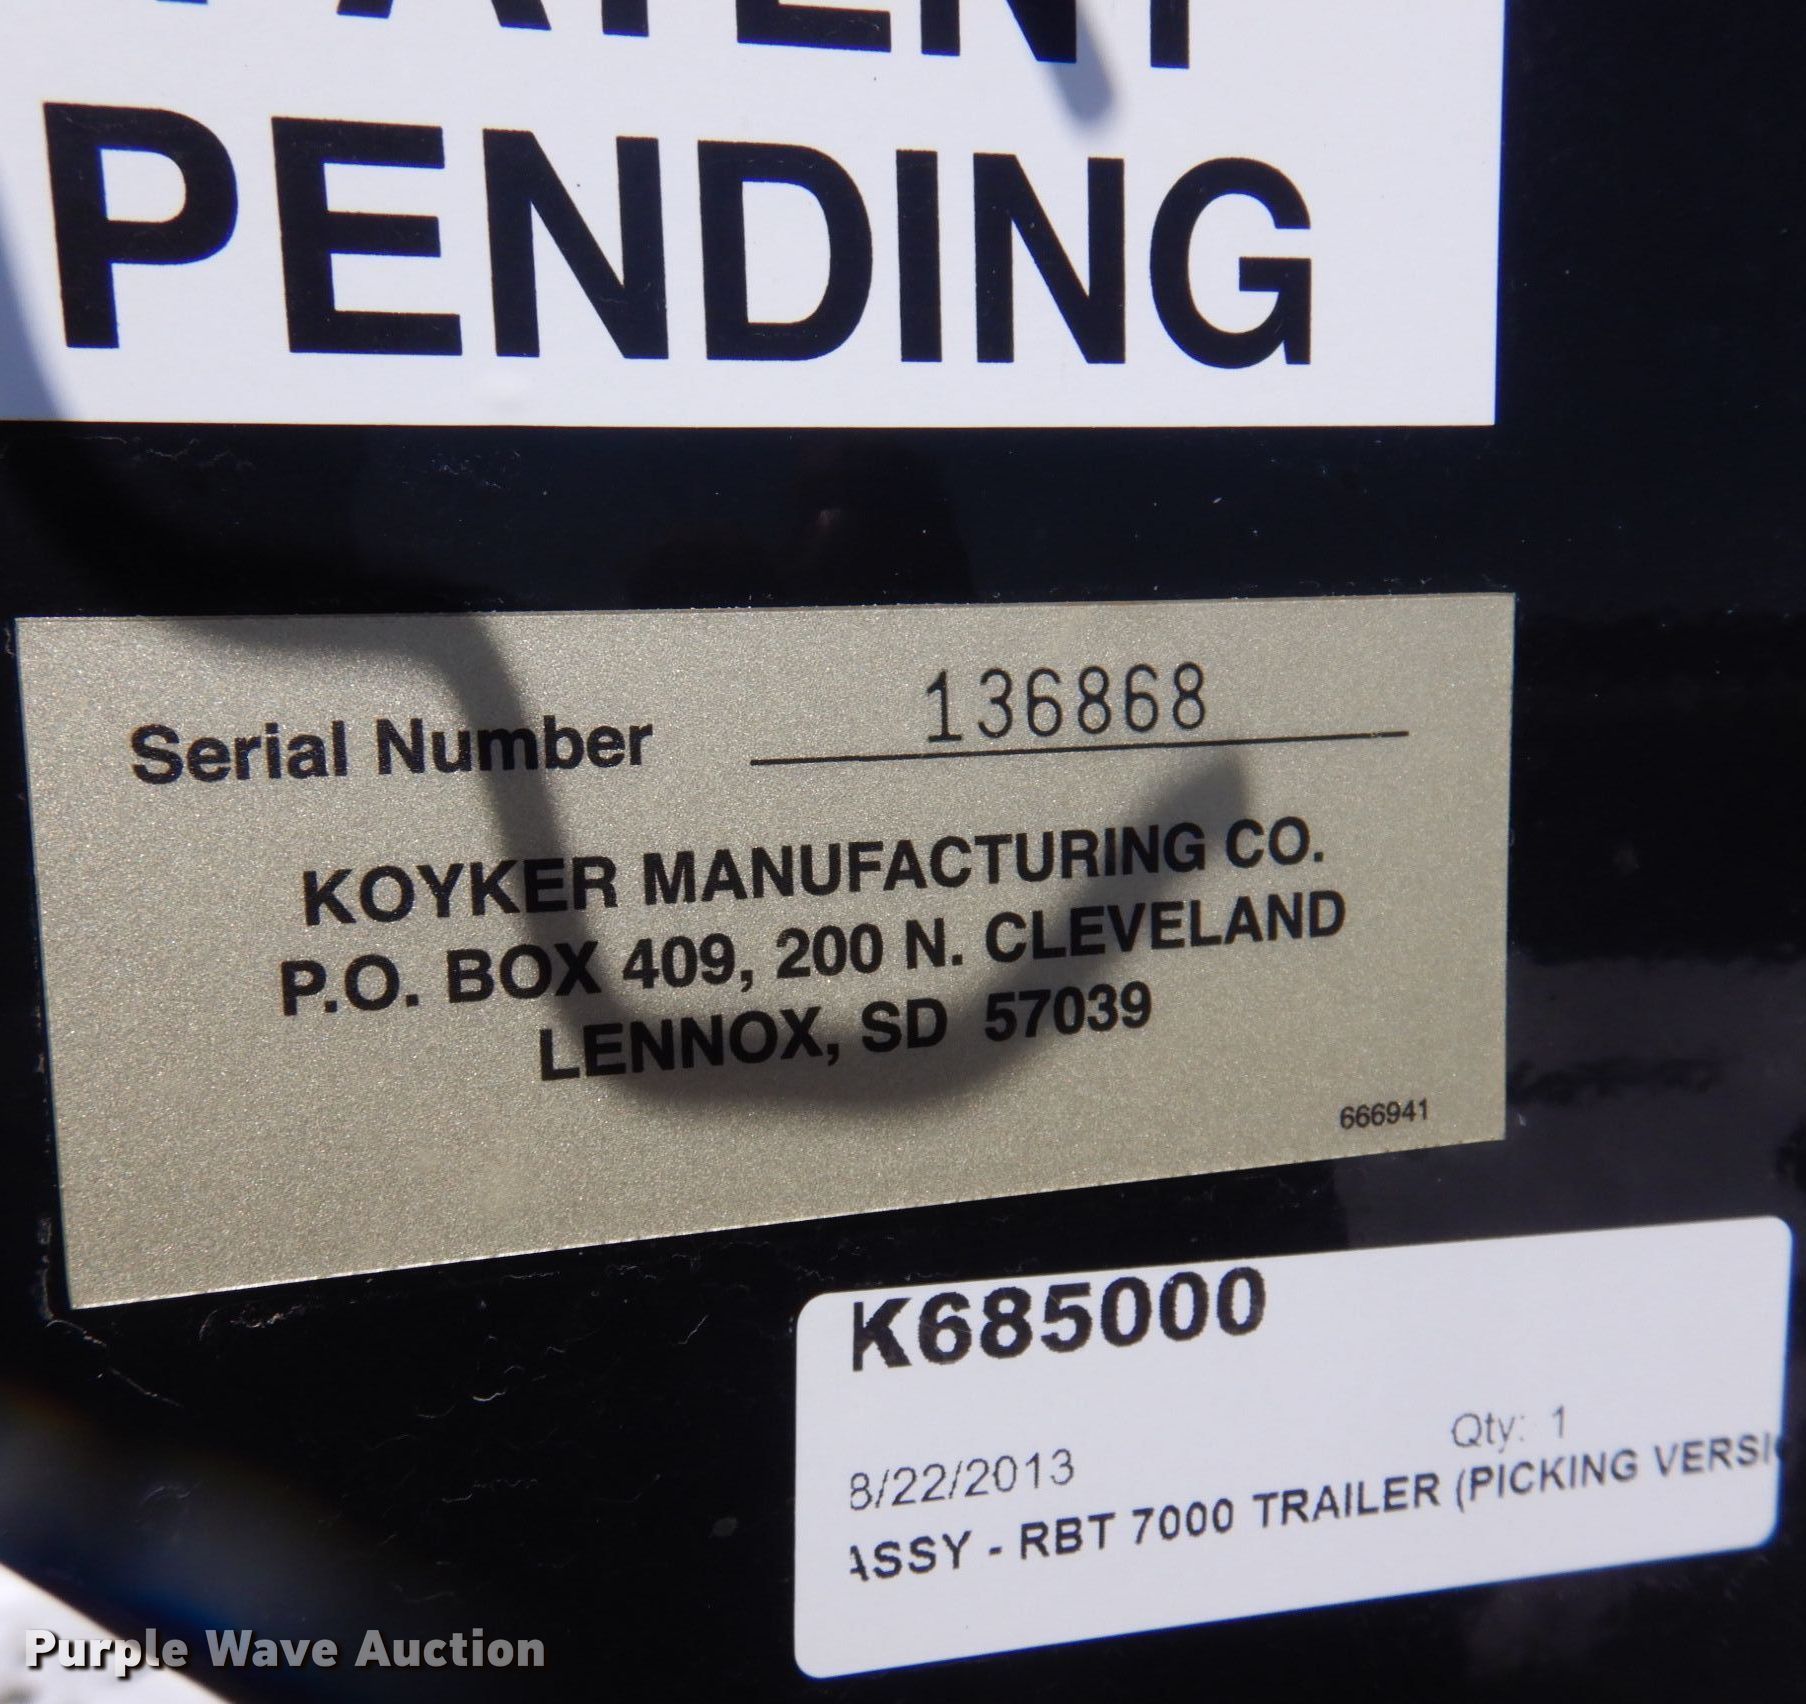 PATENT
PENDING
Serial Number 136868
KOYKER MANUFACTURING CO.
P.O. BOX 409, 200 N. CLEVELAND
LENNOX, SD 57039
666941
K685000
Qty: 1
8/22/2013
ASSY - RBT 7000 TRAILER (PICKING VERSI
Purple Wave Auction